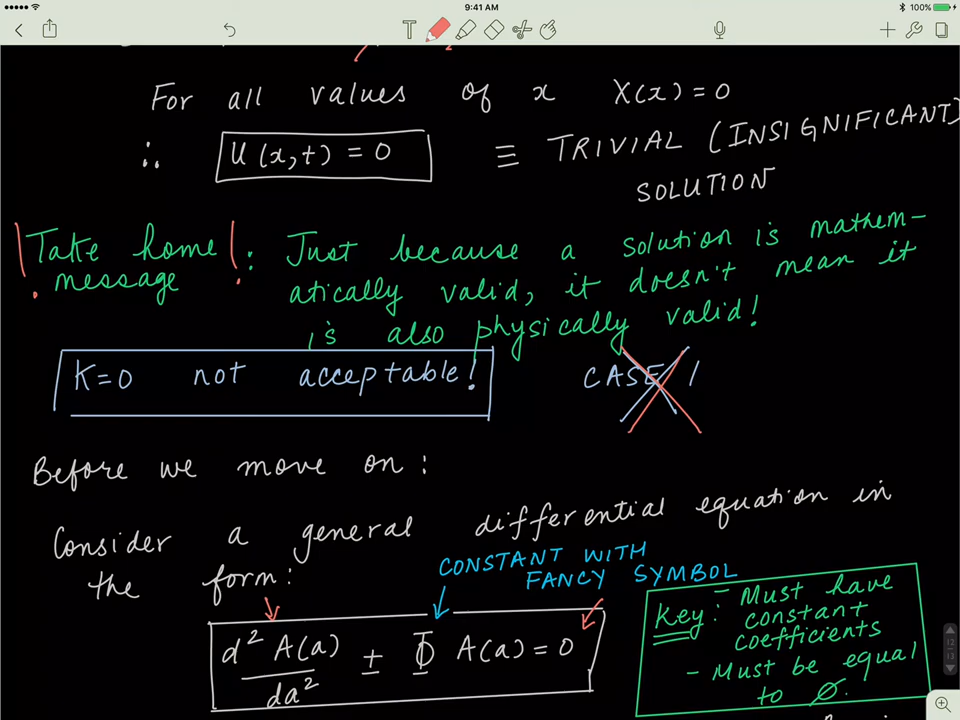 9:41 AM
100%
T
For all values of x X(x) = 0
∴ U(x,t) = 0 ≡ TRIVIAL (INSIGNIFICANT)
SOLUTION
! Take home ! : Just because a solution is mathem-
message
atically valid, it doesn't mean it
is also physically valid!
K=0 not acceptable! CASE 1
Before we move on:
Consider a general differential equation in
the form:
CONSTANT WITH
FANCY SYMBOL
d² A(a) / da² ± Φ A(a) = 0
Key: - Must have
constant
coefficients
- Must be equal
to 0.